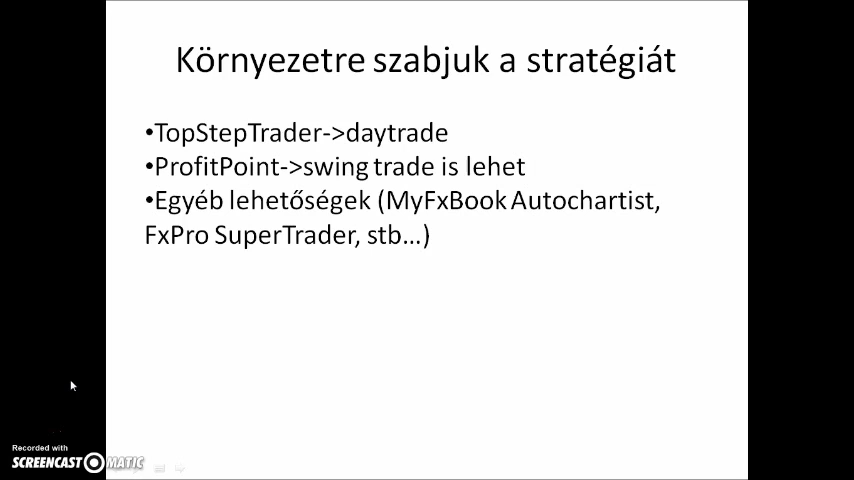 Környezetre szabjuk a stratégiát
•TopStepTrader->daytrade
•ProfitPoint->swing trade is lehet
•Egyéb lehetőségek (MyFxBook Autochartist,
FxPro SuperTrader, stb...)
Recorded with
SCREENCAST MATIC